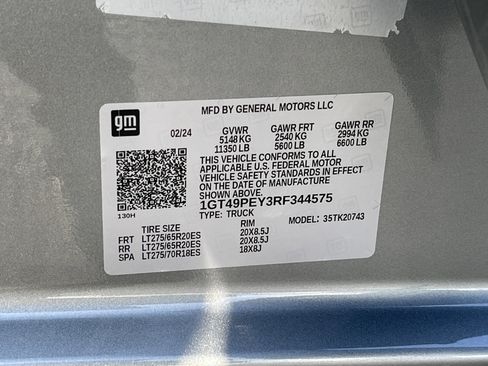 gm
MFD BY GENERAL MOTORS LLC
02/24 GVWR GAWR FRT GAWR RR
5148 KG 2540 KG 2994 KG
11350 LB 5600 LB 6600 LB
THIS VEHICLE CONFORMS TO ALL
APPLICABLE U.S. FEDERAL MOTOR
VEHICLE SAFETY STANDARDS IN EFFECT
ON THE DATE OF MANUFACTURE
1GT49PEY3RF344575
130H TYPE: TRUCK MODEL: 35TK20743
TIRE SIZE RIM
FRT LT275/65R20ES 20X8.5J
RR LT275/65R20ES 20X8.5J
SPA LT275/70R18ES 18X8J